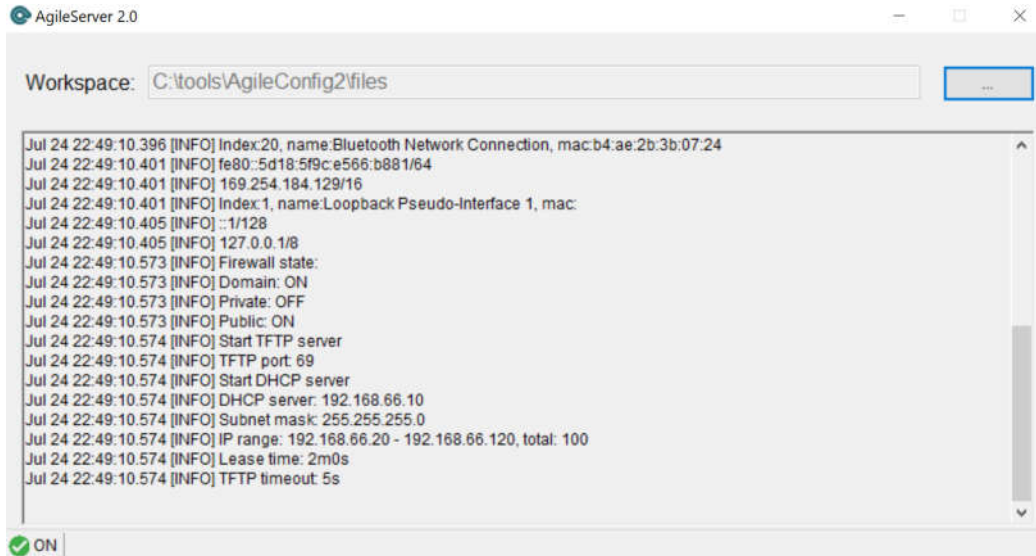 AgileServer 2.0
Workspace: C:\tools\AgileConfig2\files ...
Jul 24 22:49:10.396 [INFO] Index:20, name:Bluetooth Network Connection, mac:b4:ae:2b:3b:07:24
Jul 24 22:49:10.401 [INFO] fe80::5d18:5f9c:e566:b881/64
Jul 24 22:49:10.401 [INFO] 169.254.184.129/16
Jul 24 22:49:10.401 [INFO] Index:1, name:Loopback Pseudo-Interface 1, mac:
Jul 24 22:49:10.405 [INFO] ::1/128
Jul 24 22:49:10.405 [INFO] 127.0.0.1/8
Jul 24 22:49:10.573 [INFO] Firewall state:
Jul 24 22:49:10.573 [INFO] Domain: ON
Jul 24 22:49:10.573 [INFO] Private: OFF
Jul 24 22:49:10.573 [INFO] Public: ON
Jul 24 22:49:10.574 [INFO] Start TFTP server
Jul 24 22:49:10.574 [INFO] TFTP port: 69
Jul 24 22:49:10.574 [INFO] Start DHCP server
Jul 24 22:49:10.574 [INFO] DHCP server: 192.168.66.10
Jul 24 22:49:10.574 [INFO] Subnet mask: 255.255.255.0
Jul 24 22:49:10.574 [INFO] IP range: 192.168.66.20 - 192.168.66.120, total: 100
Jul 24 22:49:10.574 [INFO] Lease time: 2m0s
Jul 24 22:49:10.574 [INFO] TFTP timeout: 5s
ON